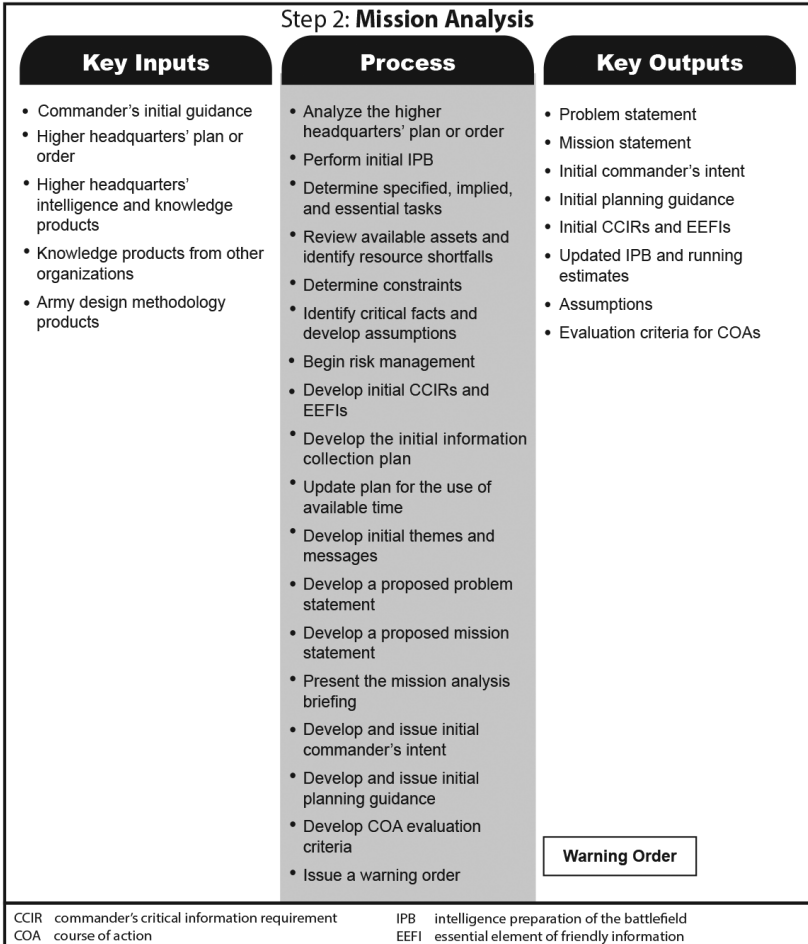 Step 2: Mission Analysis
Key Inputs
• Commander's initial guidance
• Higher headquarters' plan or
order
• Higher headquarters'
intelligence and knowledge
products
• Knowledge products from other
organizations
• Army design methodology
products
Process
• Analyze the higher
headquarters' plan or order
• Perform initial IPB
• Determine specified, implied,
and essential tasks
• Review available assets and
identify resource shortfalls
• Determine constraints
• Identify critical facts and
develop assumptions
• Begin risk management
• Develop initial CCIRs and
EEFIs
• Develop the initial information
collection plan
• Update plan for the use of
available time
• Develop initial themes and
messages
• Develop a proposed problem
statement
• Develop a proposed mission
statement
• Present the mission analysis
briefing
• Develop and issue initial
commander's intent
• Develop and issue initial
planning guidance
• Develop COA evaluation
criteria
• Issue a warning order
Key Outputs
• Problem statement
• Mission statement
• Initial commander's intent
• Initial planning guidance
• Initial CCIRs and EEFIs
• Updated IPB and running
estimates
• Assumptions
• Evaluation criteria for COAs
Warning Order
CCIR commander's critical information requirement
COA course of action
IPB intelligence preparation of the battlefield
EEFI essential element of friendly information